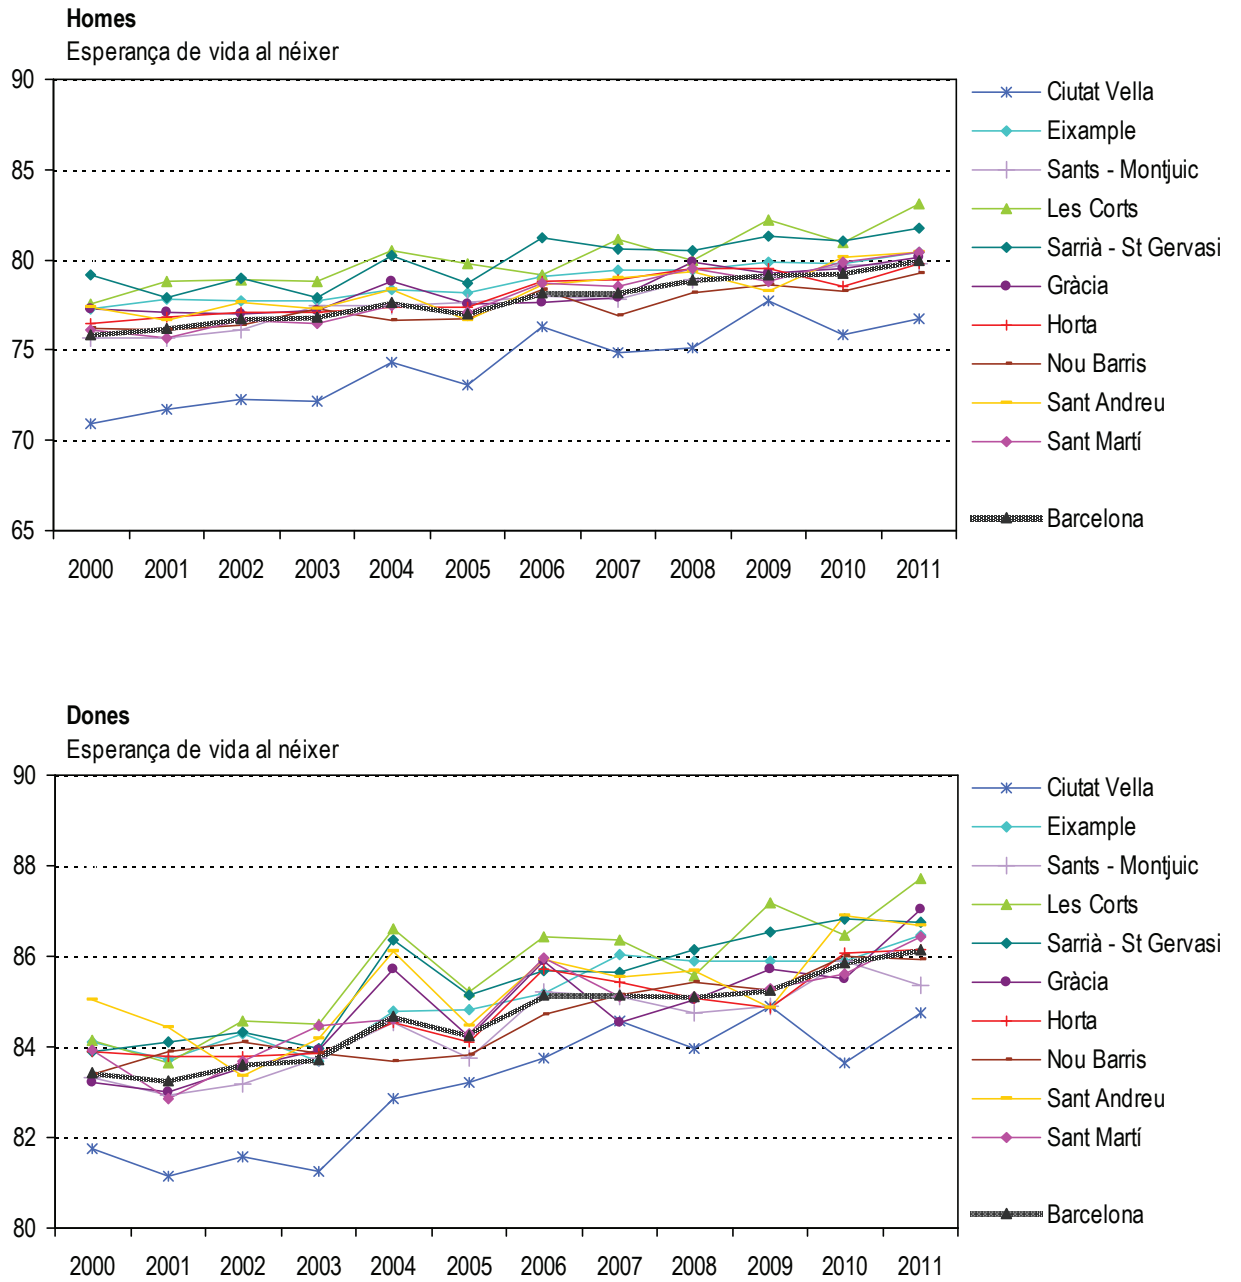 Homes
Esperança de vida al néixer
90
85
80
75
70
65
2000 2001 2002 2003 2004 2005 2006 2007 2008 2009 2010 2011
Ciutat Vella
Eixample
Sants - Montjuic
Les Corts
Sarrià - St Gervasi
Gràcia
Horta
Nou Barris
Sant Andreu
Sant Martí
Barcelona
Dones
Esperança de vida al néixer
90
88
86
84
82
80
2000 2001 2002 2003 2004 2005 2006 2007 2008 2009 2010 2011
Ciutat Vella
Eixample
Sants - Montjuic
Les Corts
Sarrià - St Gervasi
Gràcia
Horta
Nou Barris
Sant Andreu
Sant Martí
Barcelona